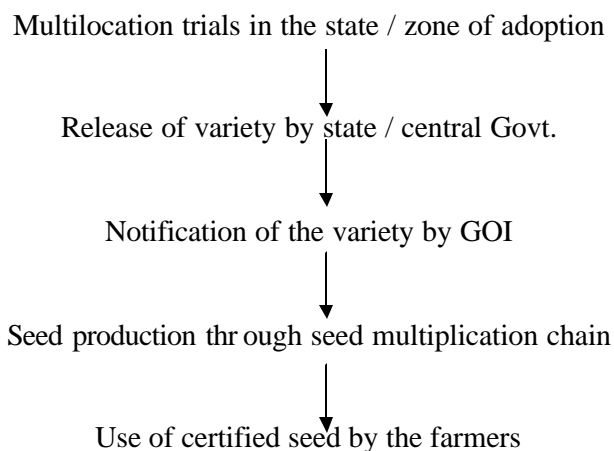 Multilocation trials in the state / zone of adoption
Release of variety by state / central Govt.
Notification of the variety by GOI
Seed production thr ough seed multiplication chain
Use of certified seed by the farmers